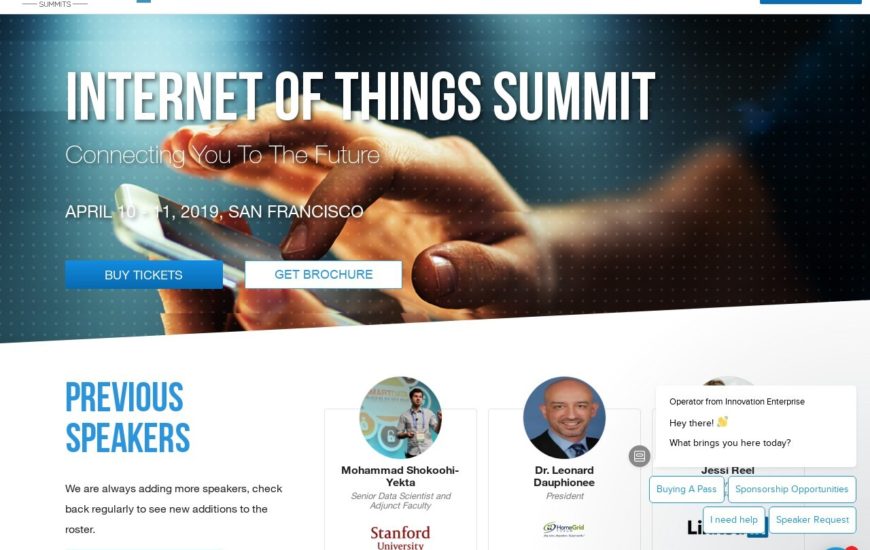 SUMMITS
INTERNET OF THINGS SUMMIT
Connecting You To The Future
APRIL 10 - 11, 2019, SAN FRANCISCO
BUY TICKETS
GET BROCHURE
PREVIOUS
SPEAKERS
We are always adding more speakers, check
back regularly to see new additions to the
roster.
Mohammad Shokoohi-
Yekta
Senior Data Scientist and
Adjunct Faculty
Stanford
University
Dr. Leonard
Dauphionee
President
HomeGrid
Jessi Reel
Operator from Innovation Enterprise
Hey there! 👋
What brings you here today?
Buying A Pass
Sponsorship Opportunities
I need help
Speaker Request